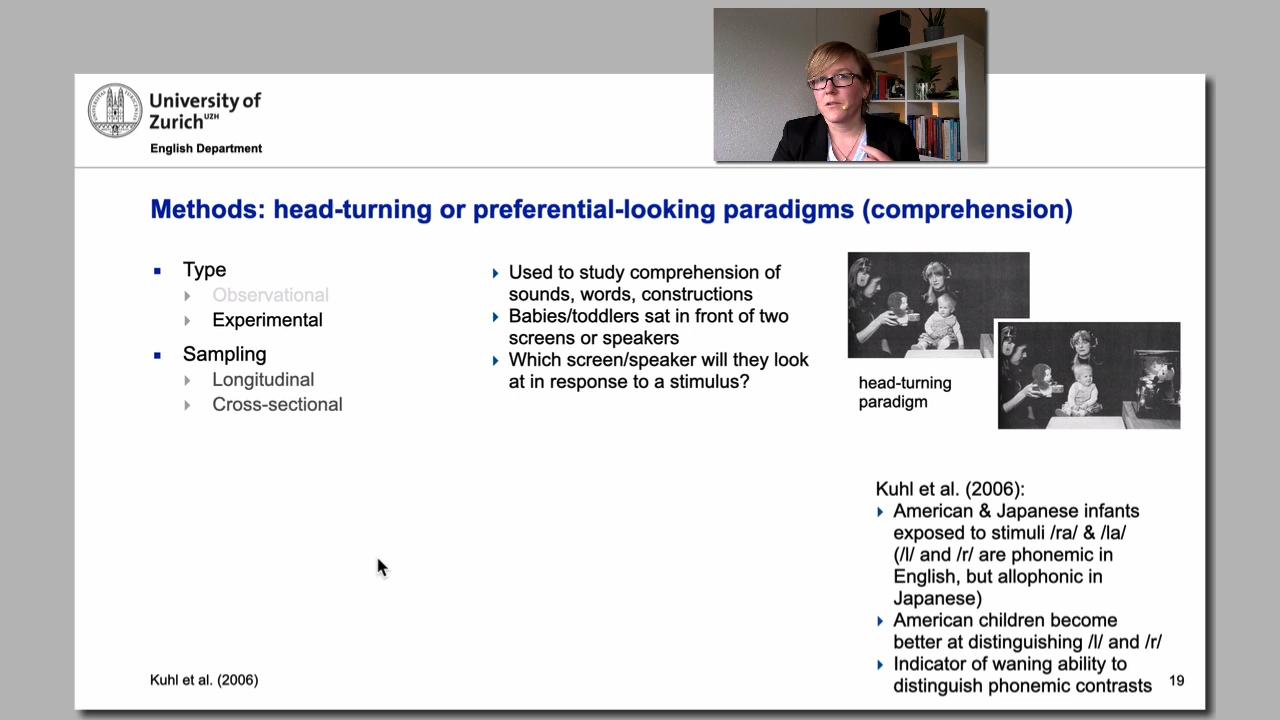 University of
Zurich UZH
English Department
Methods: head-turning or preferential-looking paradigms (comprehension)
Type
Observational
Experimental
Sampling
Longitudinal
Cross-sectional
Used to study comprehension of
sounds, words, constructions
Babies/toddlers sat in front of two
screens or speakers
Which screen/speaker will they look
at in response to a stimulus?
head-turning
paradigm
Kuhl et al. (2006):
American & Japanese infants
exposed to stimuli /ra/ & /la/
(/l/ and /r/ are phonemic in
English, but allophonic in
Japanese)
American children become
better at distinguishing /l/ and /r/
Indicator of waning ability to
distinguish phonemic contrasts
Kuhl et al. (2006)
19